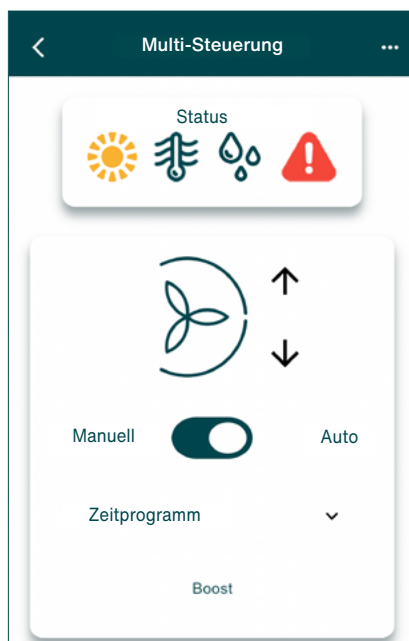 Multi-Steuerung
Status
Manuell Auto
Zeitprogramm
Boost